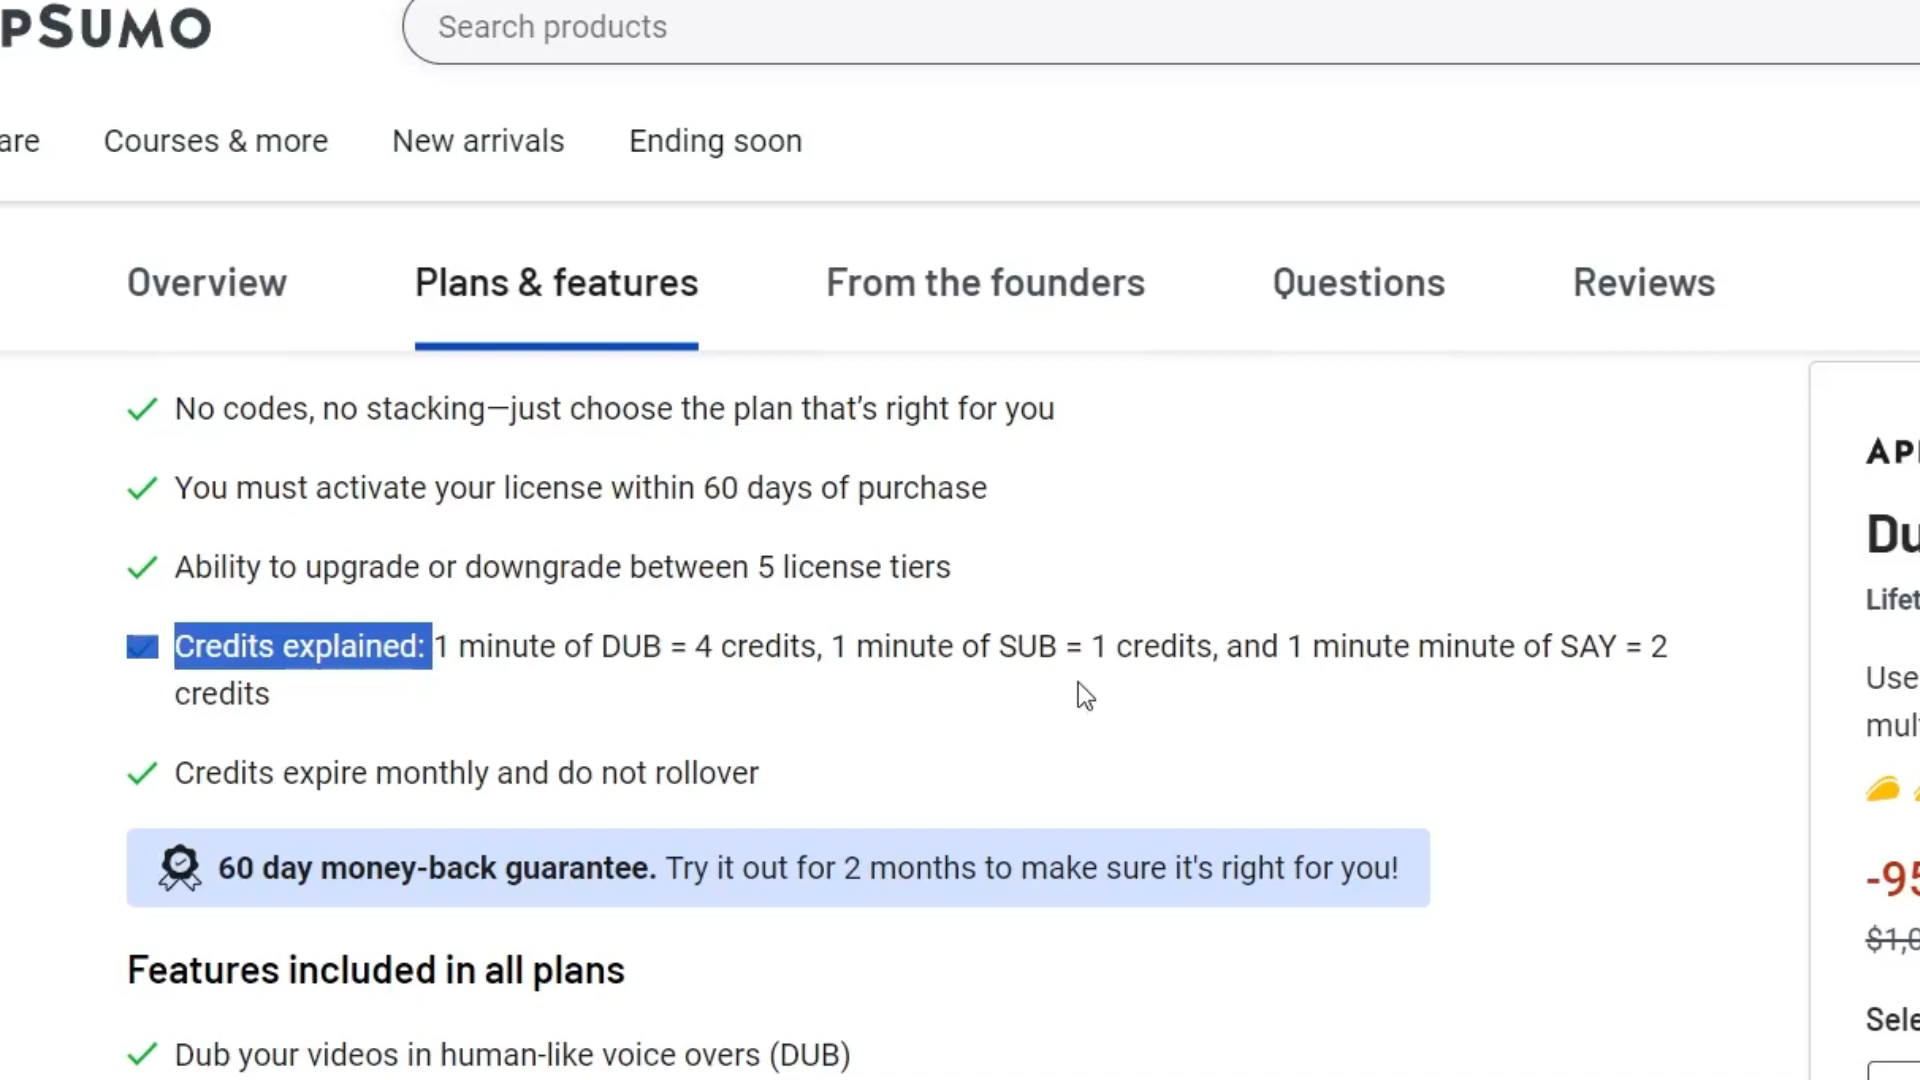 PSUMO
Search products
are Courses & more New arrivals Ending soon
Overview Plans & features From the founders Questions Reviews
No codes, no stacking—just choose the plan that's right for you
You must activate your license within 60 days of purchase
Ability to upgrade or downgrade between 5 license tiers
Credits explained: 1 minute of DUB = 4 credits, 1 minute of SUB = 1 credits, and 1 minute minute of SAY = 2
credits
Credits expire monthly and do not rollover
60 day money-back guarantee. Try it out for 2 months to make sure it's right for you!
Features included in all plans
Dub your videos in human-like voice overs (DUB)
AP
Du
Lifet
Use
mul
-95
$1,0
Sele